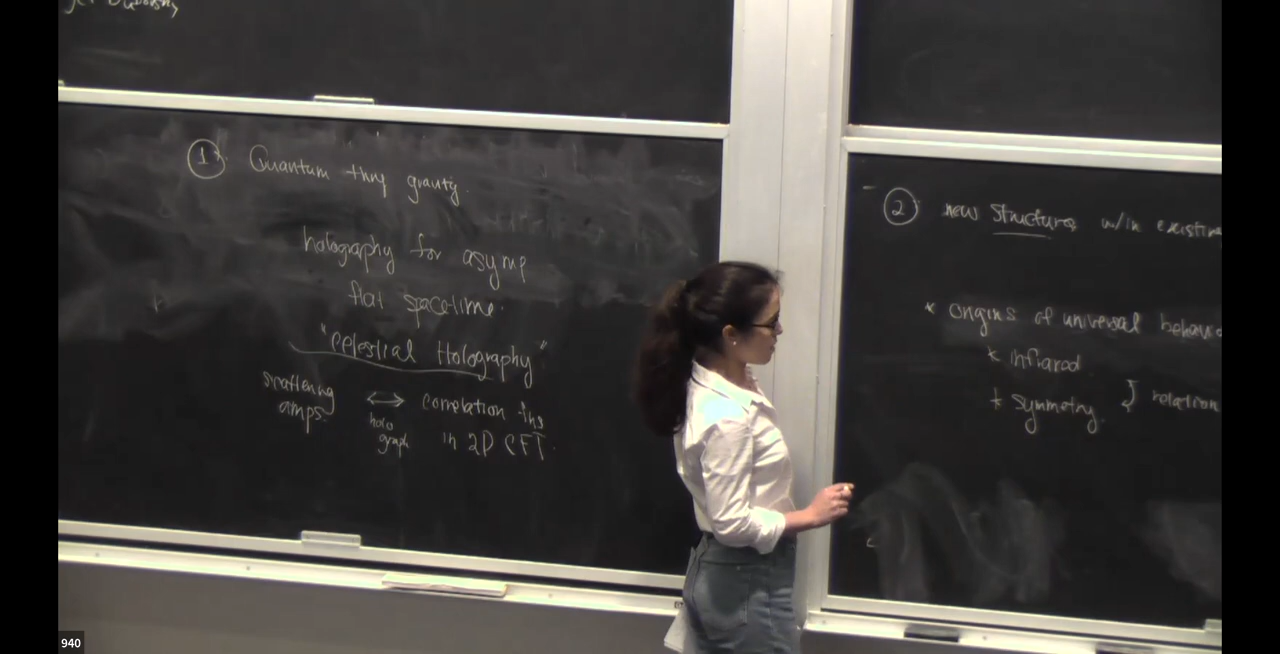 ① Quantum thry gravity.
holography for asymp
flat spacetime.
"Celestial Holography"
scattering amps. ⟷ correlation fns
holo graph
in 2D CFT.
② new structures w/in existing
* origins of universal behavio
* infrared
* symmetry. } relation
940